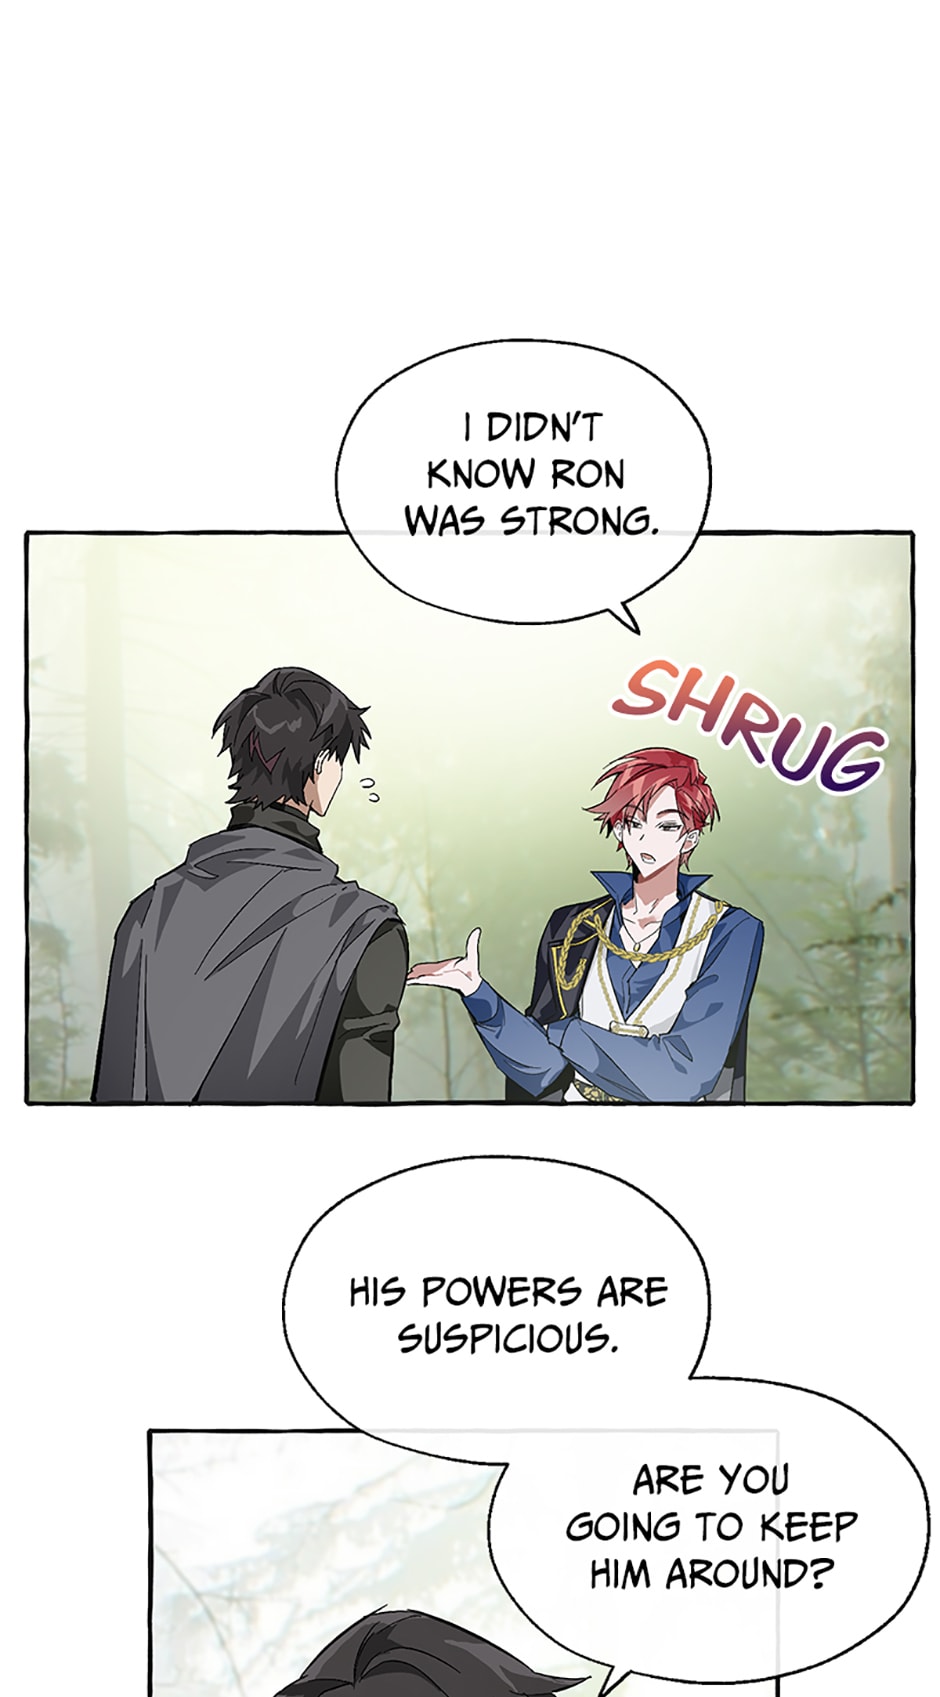 I DIDN'T
KNOW RON
WAS STRONG.
SHRUG
HIS POWERS ARE
SUSPICIOUS.
ARE YOU
GOING TO KEEP
HIM AROUND?